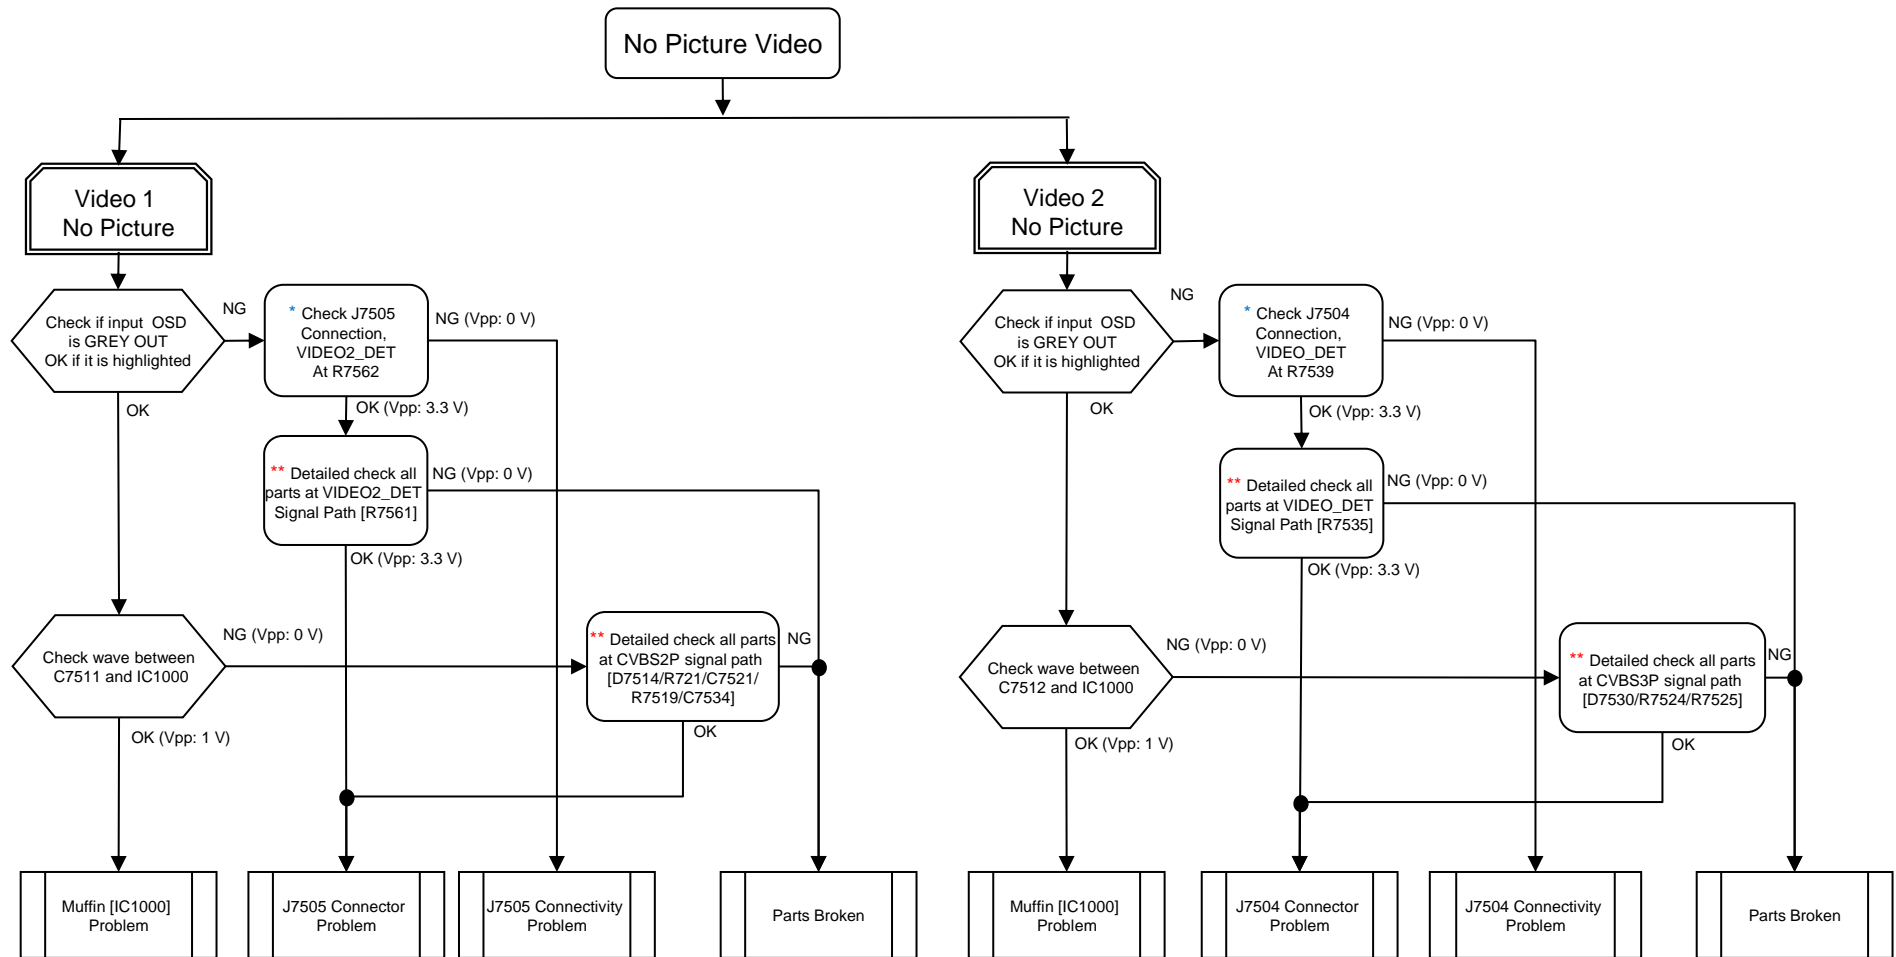 No Picture Video
Video 1
No Picture
Check if input OSD
is GREY OUT
OK if it is highlighted
NG
OK
* Check J7505
Connection,
VIDEO2_DET
At R7562
NG (Vpp: 0 V)
OK (Vpp: 3.3 V)
** Detailed check all
parts at VIDEO2_DET
Signal Path [R7561]
NG (Vpp: 0 V)
OK (Vpp: 3.3 V)
Check wave between
C7511 and IC1000
NG (Vpp: 0 V)
OK (Vpp: 1 V)
** Detailed check all parts
at CVBS2P signal path
[D7514/R721/C7521/
R7519/C7534]
NG
OK
Muffin [IC1000]
Problem
J7505 Connector
Problem
J7505 Connectivity
Problem
Parts Broken
Video 2
No Picture
Check if input OSD
is GREY OUT
OK if it is highlighted
NG
OK
* Check J7504
Connection,
VIDEO_DET
At R7539
NG (Vpp: 0 V)
OK (Vpp: 3.3 V)
** Detailed check all
parts at VIDEO_DET
Signal Path [R7535]
NG (Vpp: 0 V)
OK (Vpp: 3.3 V)
Check wave between
C7512 and IC1000
NG (Vpp: 0 V)
OK (Vpp: 1 V)
** Detailed check all parts
at CVBS3P signal path
[D7530/R7524/R7525]
NG
OK
Muffin [IC1000]
Problem
J7504 Connector
Problem
J7504 Connectivity
Problem
Parts Broken